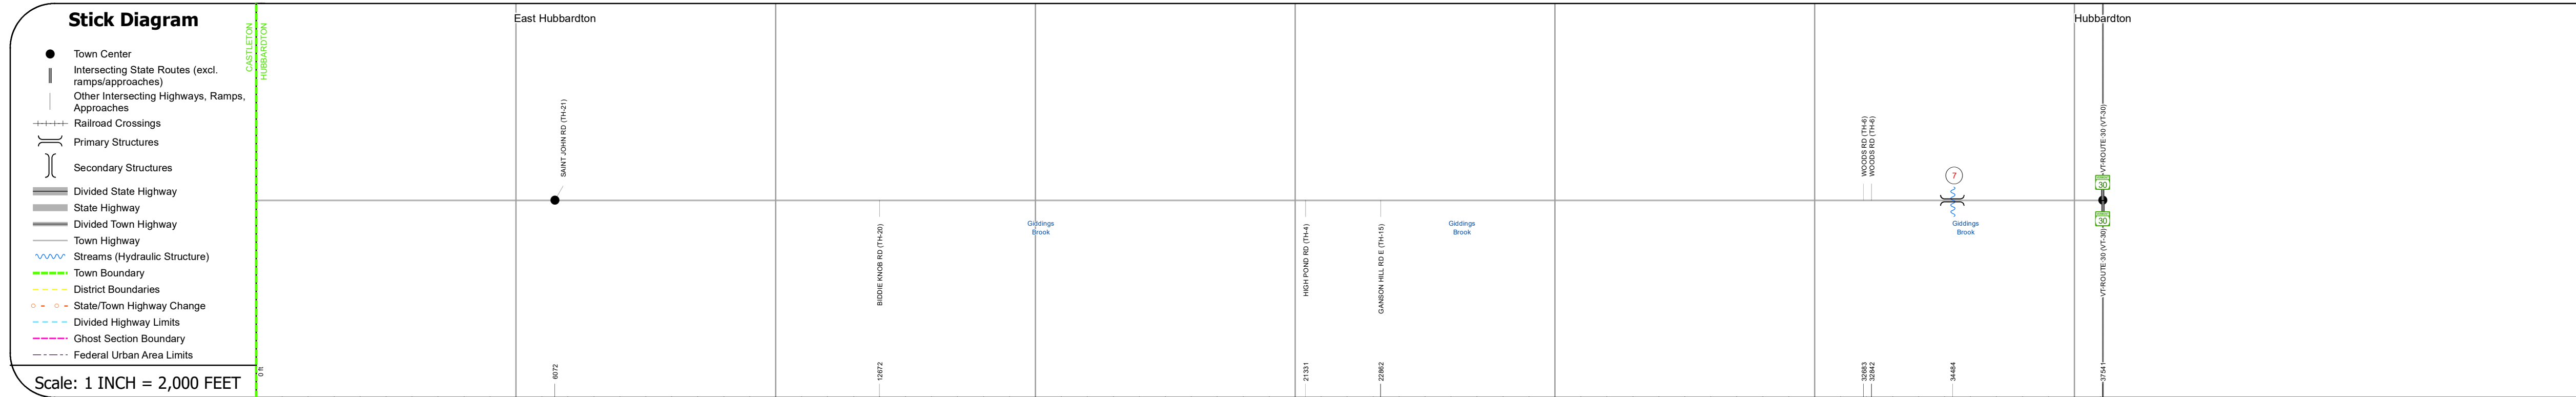 Stick Diagram
Town Center
Intersecting State Routes (excl.
ramps/approaches)
Other Intersecting Highways, Ramps,
Approaches
Railroad Crossings
Primary Structures
Secondary Structures
Divided State Highway
State Highway
Divided Town Highway
Town Highway
Streams (Hydraulic Structure)
Town Boundary
District Boundaries
State/Town Highway Change
Divided Highway Limits
Ghost Section Boundary
Federal Urban Area Limits
Scale: 1 INCH = 2,000 FEET
CASTLETON
HUBBARDTON
0 ft
East Hubbardton
SAINT JOHN RD (TH-21)
6072
BIDDIE KNOB RD (TH-20)
12672
Giddings
Brook
HIGH POND RD (TH-4)
21331
GANSON HILL RD E (TH-15)
22862
Giddings
Brook
WOODS RD (TH-6)
WOODS RD (TH-6)
32683
32842
7
Giddings
Brook
34484
Hubbardton
VT-ROUTE 30 (VT-30)
30
30
VT-ROUTE 30 (VT-30)
37541